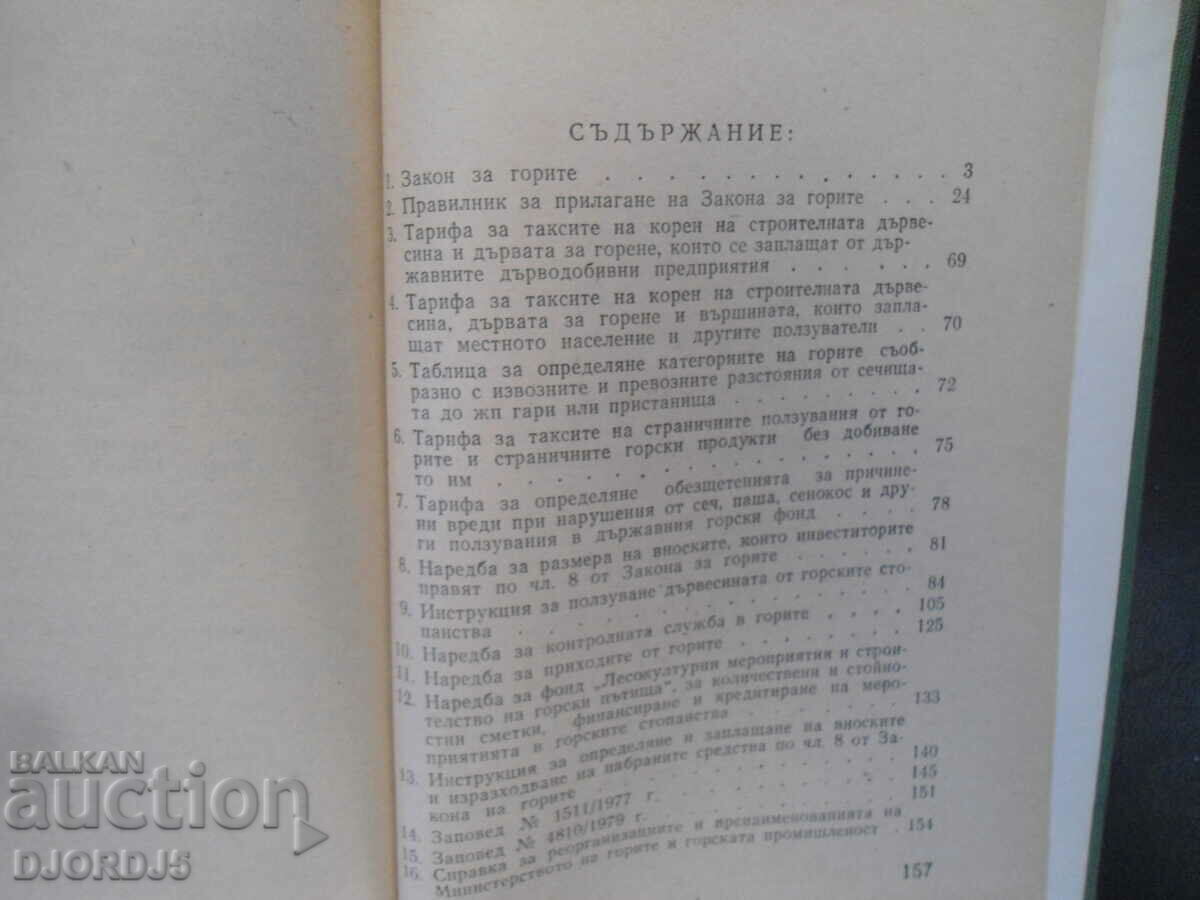 СЪДЪРЖАНИЕ:
1. Закон за горите . . . . . . . . . . . . . . 3
2. Правилник за прилагане на Закона за горите . . . 24
3. Тарифа за таксите на корен на строителната дърве-
сина и дървата за горене, които се заплащат от дър-
жавните дърводобивни предприятия . . . . . . 69
4. Тарифа за таксите на корен на строителната дърве-
сина, дървата за горене и вършината, които запла-
щат местното население и другите ползуватели . . 70
5. Таблица за определяне категориите на горите съоб-
разно с извозните и превозните разстояния от сечища-
та до жп гари или пристанища . . . . . . . . 72
6. Тарифа за таксите на страничните ползувания от го-
рите и страничните горски продукти без добиване
то им . . . . . . . . . . . . . . . 75
7. Тарифа за определяне обезщетенията за причине-
ни вреди при нарушения от сеч, паша, сенокос и дру-
ги ползувания в държавния горски фонд . . . . 78
8. Наредба за размера на вноските, които инвеститорите
правят по чл. 8 от Закона за горите . . . . . . 81
9. Инструкция за ползуване дървесината от горските сто-
панства . . . . . . . . . . . . . . 84
10. Наредба за контролната служба в горите . . . . 105
11. Наредба за приходите от горите . . . . . . . 125
12. Наредба за фонд „Лесокултурни мероприятия и строи-
телство на горски пътища", за количествени и стойно-
стни сметки, финансиране и кредитиране на меро-
приятията в горските стопанства . . . . . . . 133
13. Инструкция за определяне и заплащане на вноските
и изразходване на набраните средства по чл. 8 от За-
кона на горите . . . . . . . . . . . 140
14. Заповед № 1511/1977 г. . . . . . . . . . 145
15. Заповед № 4810/1979 г. . . . . . . . . . 151
16. Справка за реорганизациите и преименованията на
Министерството на горите и горската промишленост . 154
157
BALKAN
auction
DJORDJ5